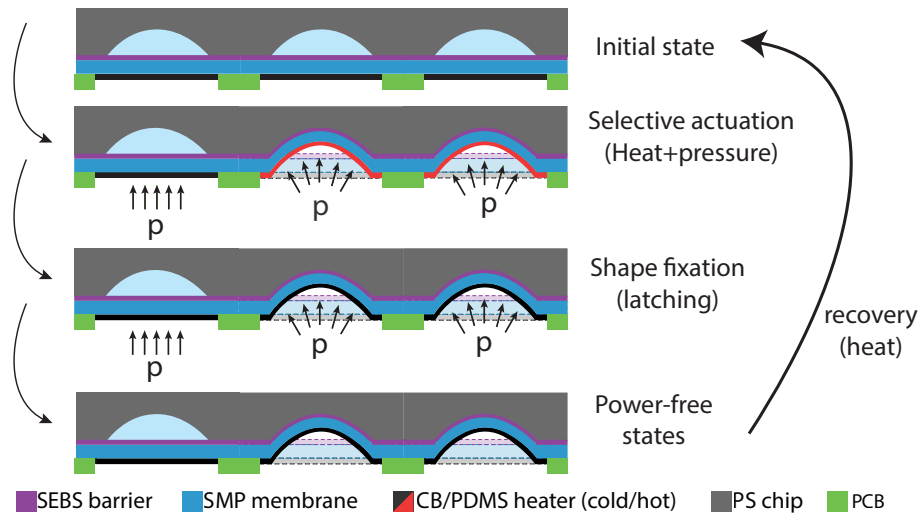 Initial state
Selective actuation
(Heat+pressure)
p
p
p
Shape fixation
(latching)
p
p
p
recovery
(heat)
Power-free
states
SEBS barrier
SMP membrane
CB/PDMS heater (cold/hot)
PS chip
PCB